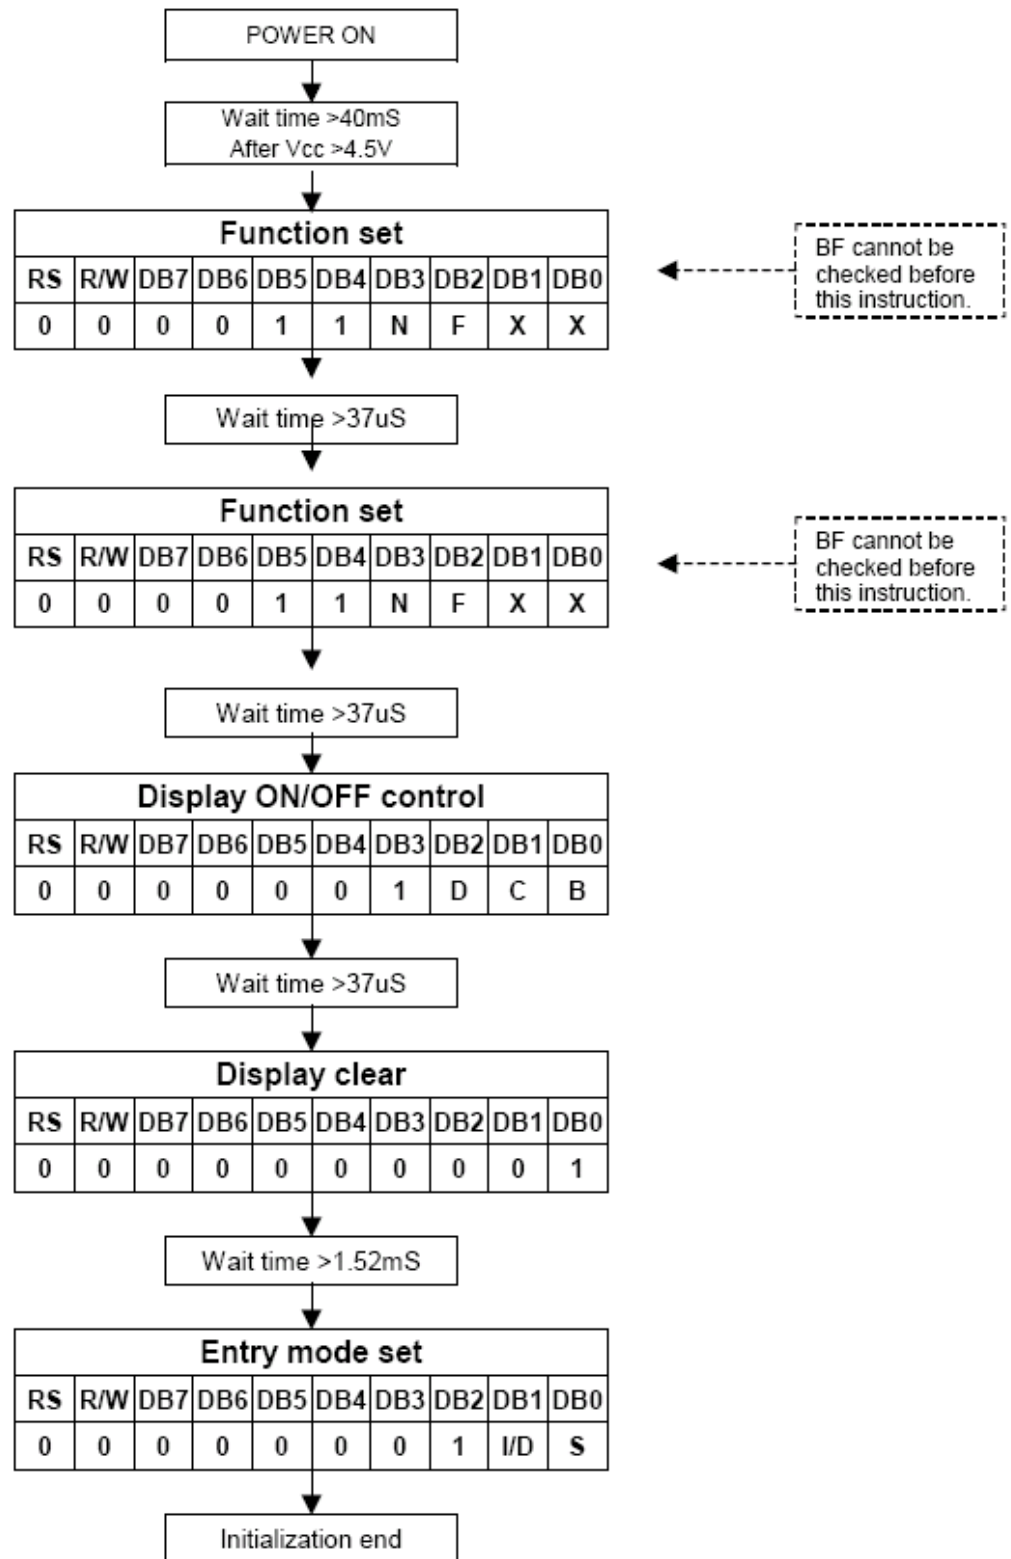 POWER ON
Wait time >40mS
After Vcc >4.5V
Function set
RS R/W DB7 DB6 DB5 DB4 DB3 DB2 DB1 DB0
0 0 0 0 1 1 N F X X
BF cannot be
checked before
this instruction.
Wait time >37uS
Function set
RS R/W DB7 DB6 DB5 DB4 DB3 DB2 DB1 DB0
0 0 0 0 1 1 N F X X
BF cannot be
checked before
this instruction.
Wait time >37uS
Display ON/OFF control
RS R/W DB7 DB6 DB5 DB4 DB3 DB2 DB1 DB0
0 0 0 0 0 0 1 D C B
Wait time >37uS
Display clear
RS R/W DB7 DB6 DB5 DB4 DB3 DB2 DB1 DB0
0 0 0 0 0 0 0 0 0 1
Wait time >1.52mS
Entry mode set
RS R/W DB7 DB6 DB5 DB4 DB3 DB2 DB1 DB0
0 0 0 0 0 0 0 1 I/D S
Initialization end